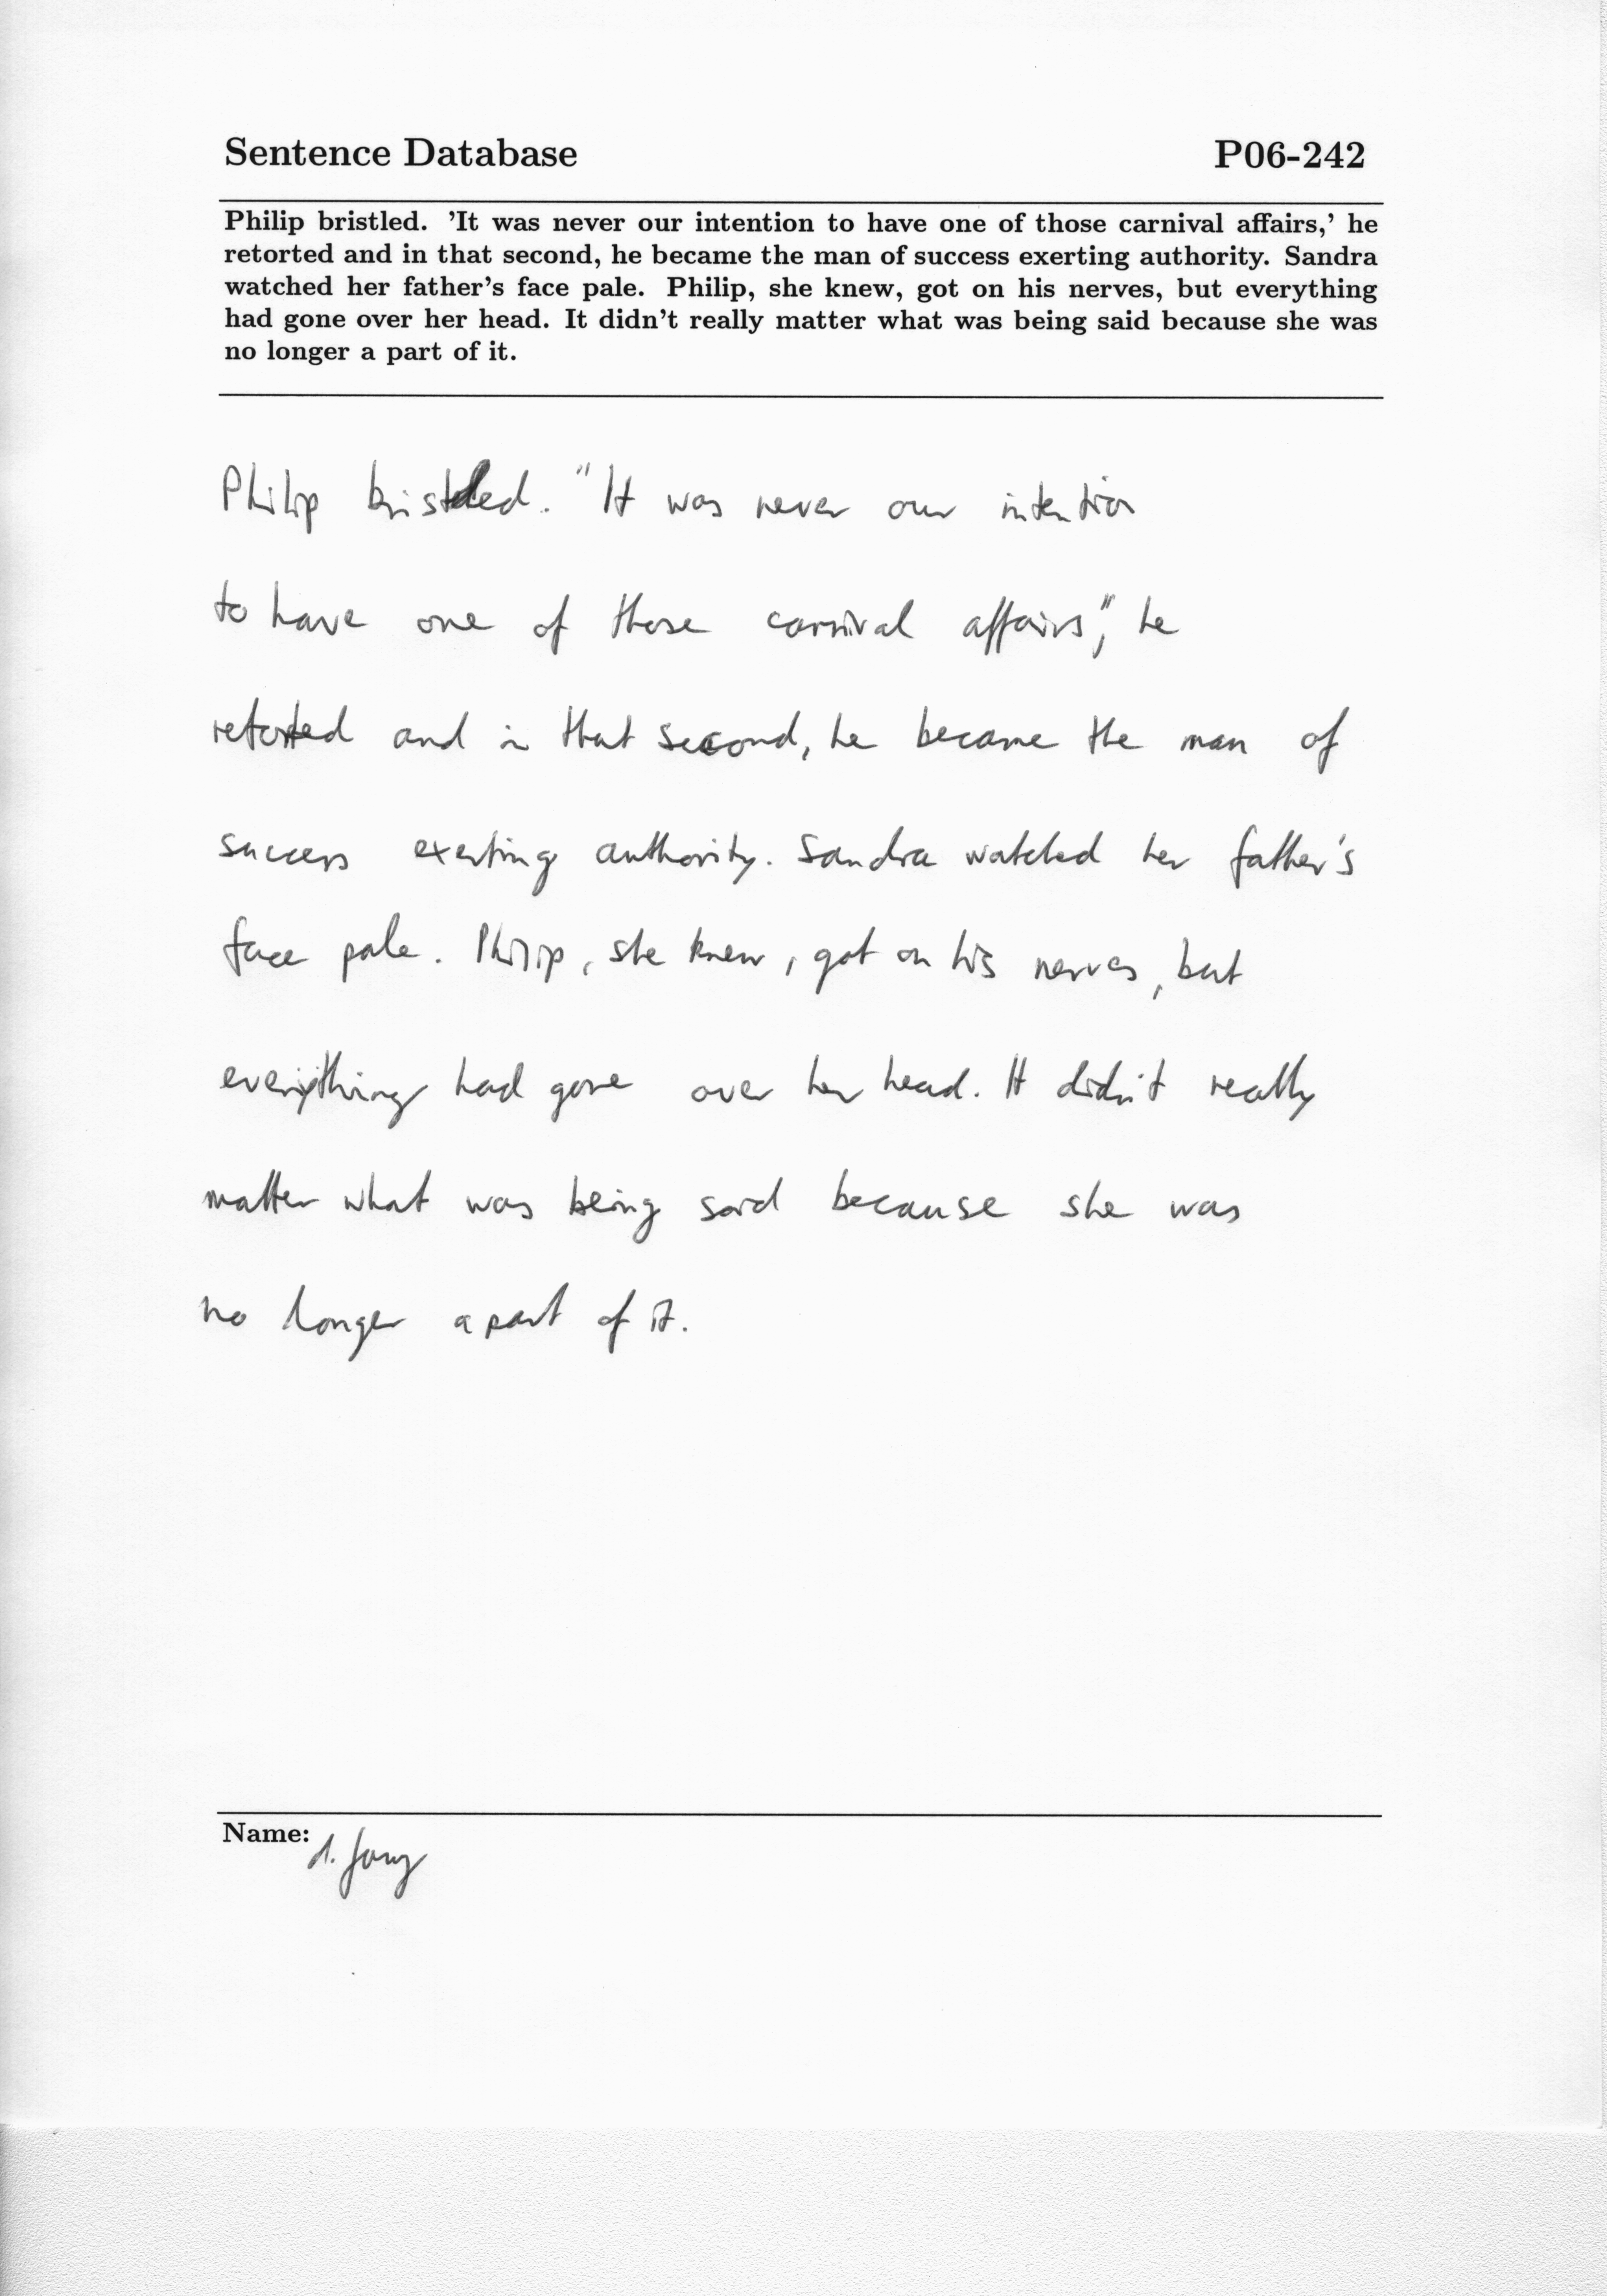 Sentence Database P06-242
Philip bristled. 'It was never our intention to have one of those carnival affairs,' he
retorted and in that second, he became the man of success exerting authority. Sandra
watched her father's face pale. Philip, she knew, got on his nerves, but everything
had gone over her head. It didn't really matter what was being said because she was
no longer a part of it.
Philip bristled. "It was never our intention
to have one of those carnival affairs", he
retorted and in that second, he became the man of
success exerting authority. Sandra watched her father's
face pale. Philip, she knew, got on his nerves, but
everything had gone over her head. It didn't really
matter what was being said because she was
no longer a part of it.
Name: